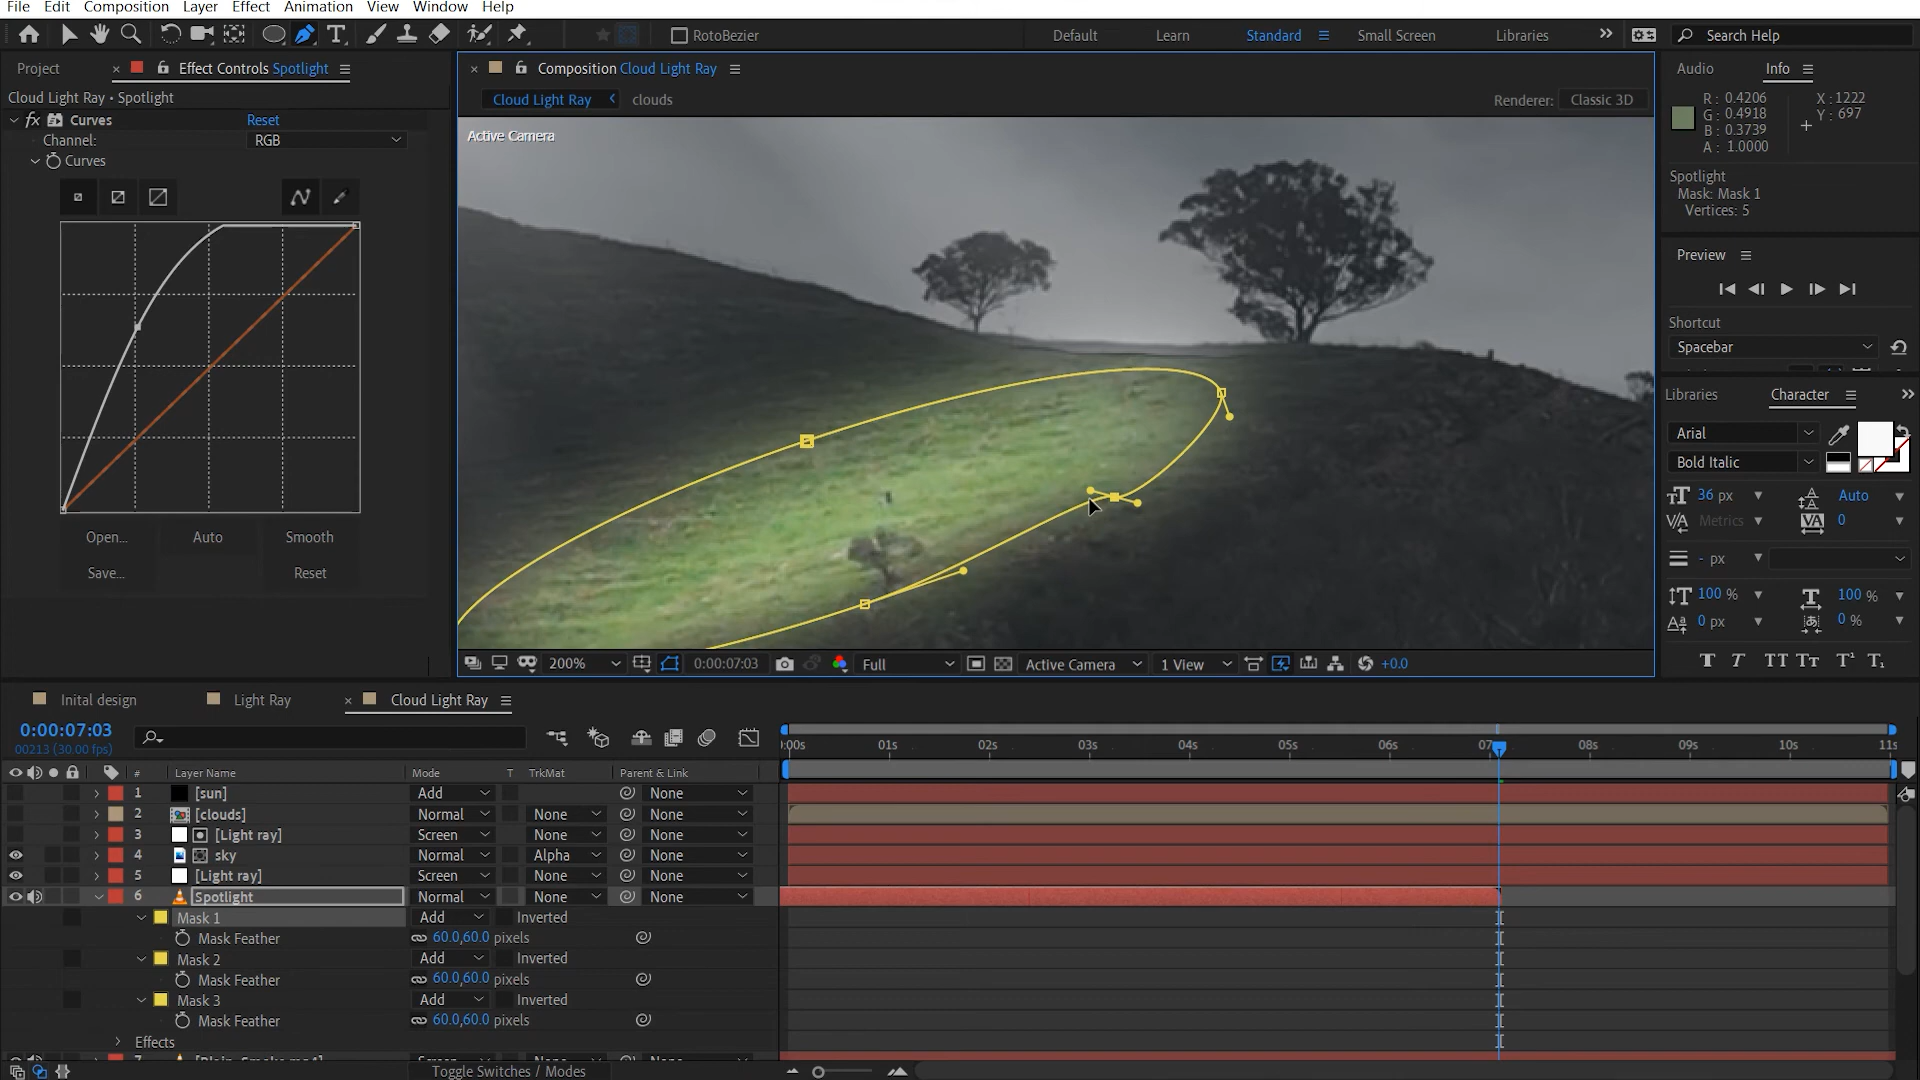 File Edit Composition Layer Effect Animation View Window Help
RotoBezier Default Learn Standard Small Screen Libraries Search Help
Project Effect Controls Spotlight
Composition Cloud Light Ray
Audio Info
Cloud Light Ray • Spotlight
Cloud Light Ray clouds
Renderer: Classic 3D
R: 0.4206
G: 0.4918
B: 0.3739
A: 1.0000
X: 1222
Y: 697
fx Curves Reset
Channel: RGB
Curves
Active Camera
Spotlight
Mask: Mask 1
Vertices: 5
Preview
Shortcut
Spacebar
Libraries Character
Arial
Bold Italic
36 px Auto
Metrics 0
- px
100 % 100 %
0 px 0 %
T T TT Tт T¹ T₁
Open... Auto Smooth
Save... Reset
200% 0:00:07:03 Full Active Camera 1 View +0.0
Inital design Light Ray Cloud Light Ray
0:00:07:03
00213 (30.00 fps)
:00s 01s 02s 03s 04s 05s 06s 07 08s 09s 10s 11s
# Layer Name Mode T TrkMat Parent & Link
1 [sun] Add None
2 [clouds] Normal None None
3 [Light ray] Screen None None
4 sky Normal Alpha None
5 [Light ray] Screen None None
6 Spotlight Normal None None
Mask 1 Add Inverted
Mask Feather 60.0,60.0 pixels
Mask 2 Add Inverted
Mask Feather 60.0,60.0 pixels
Mask 3 Add Inverted
Mask Feather 60.0,60.0 pixels
Effects
Toggle Switches / Modes